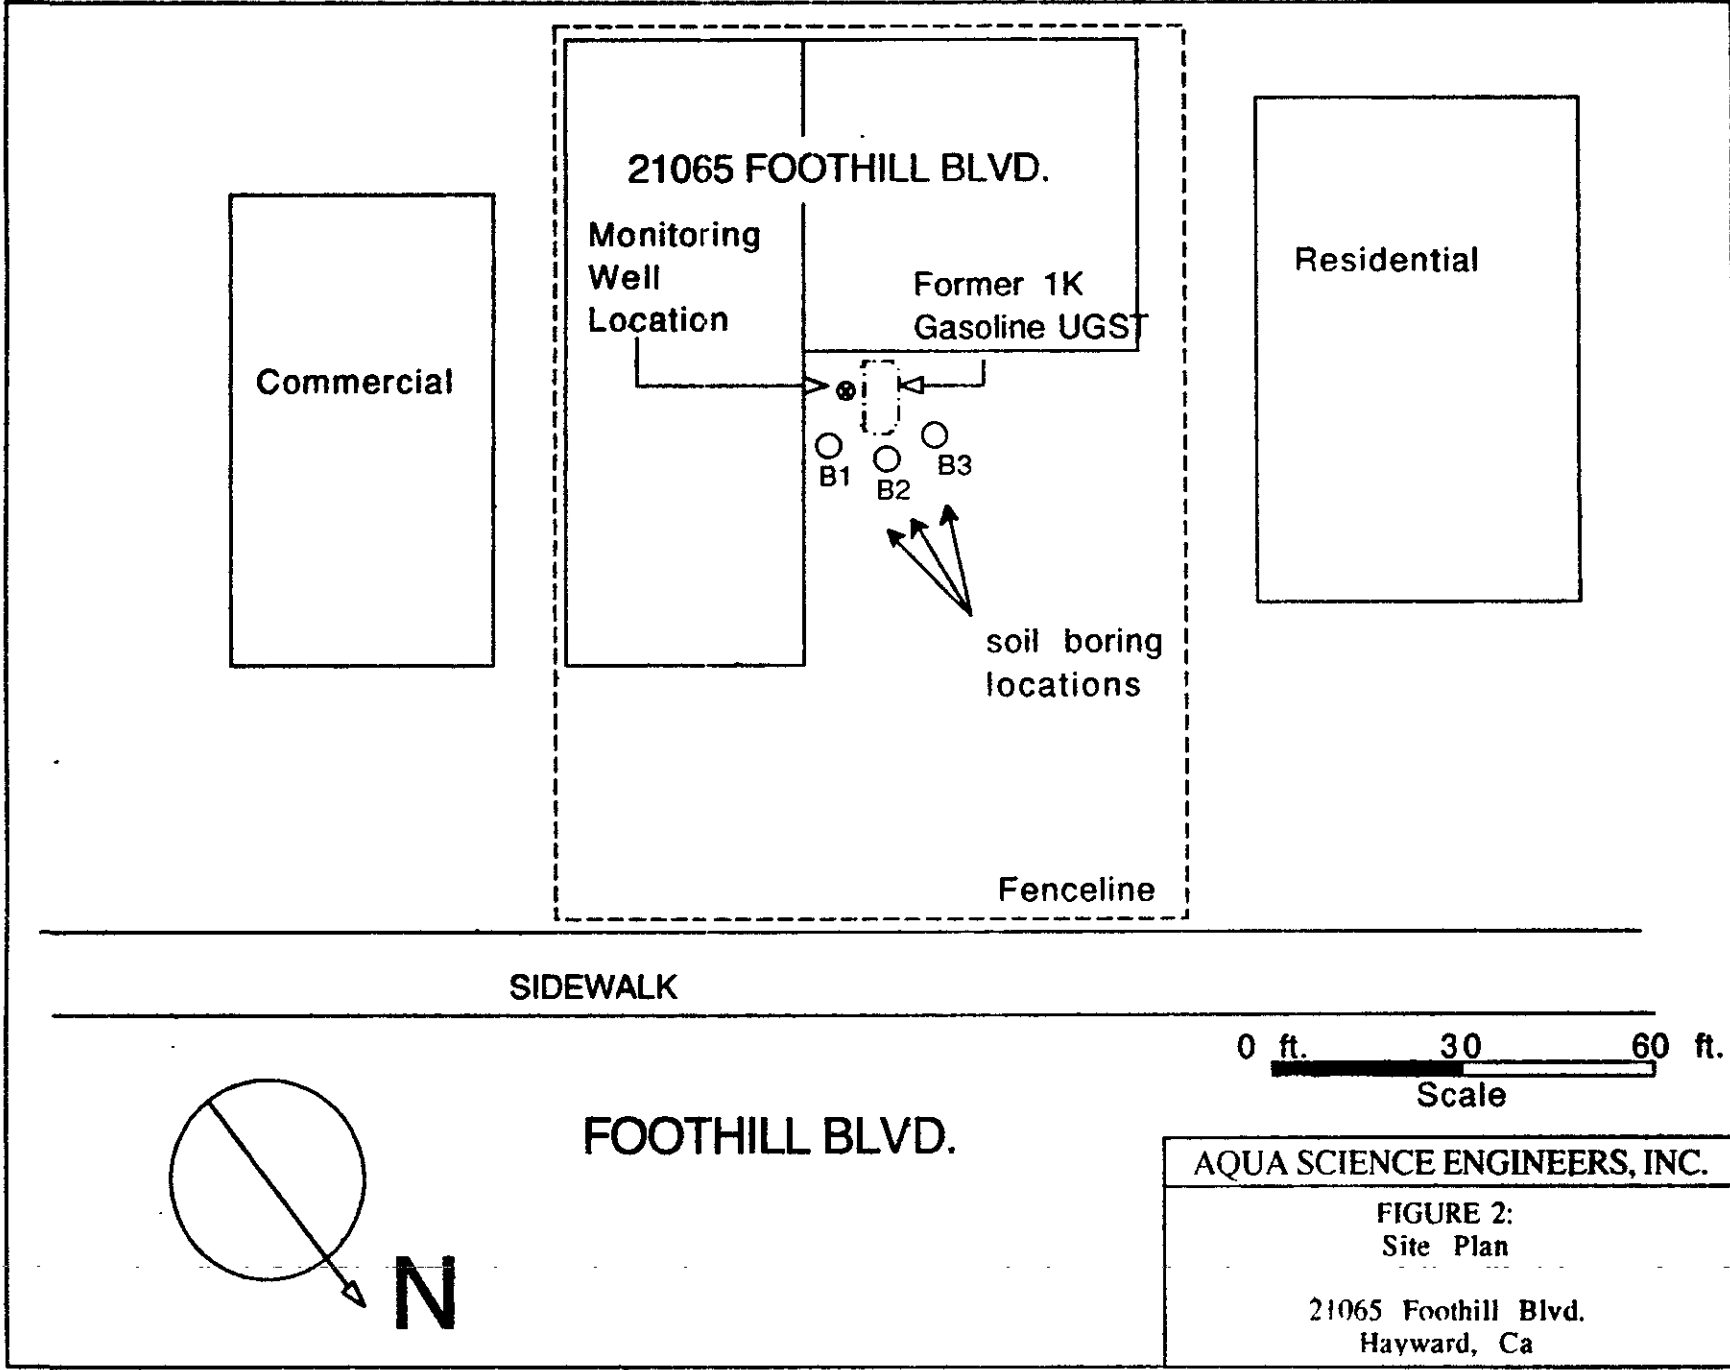 21065 FOOTHILL BLVD.
Monitoring
Well
Location
Former 1K
Gasoline UGST
Commercial
Residential
B1
B2
B3
soil boring
locations
Fenceline
SIDEWALK
0 ft. 30 60 ft.
Scale
FOOTHILL BLVD.
N
AQUA SCIENCE ENGINEERS, INC.
FIGURE 2:
Site Plan
21065 Foothill Blvd.
Hayward, Ca